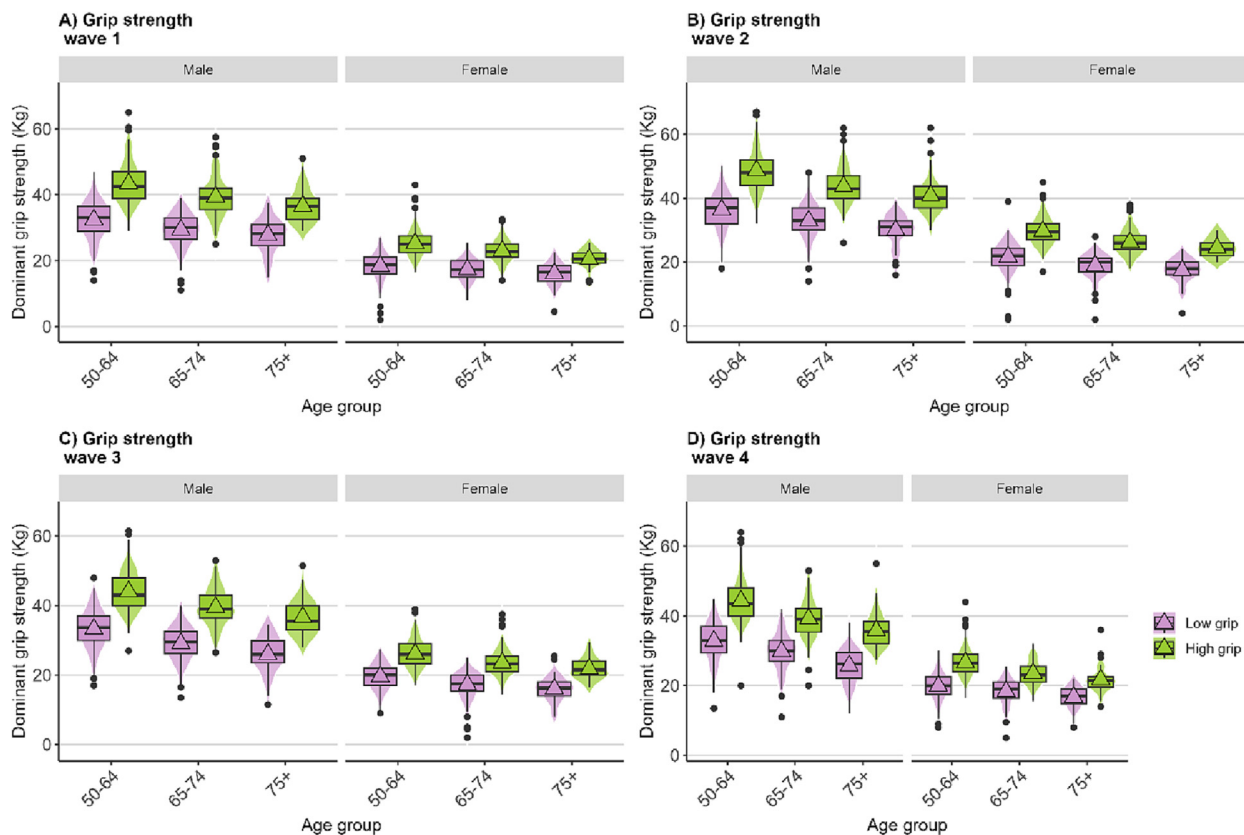 A) Grip strength
wave 1
Male
Female
Dominant grip strength (Kg)
60
40
20
0
50-64
65-74
75+
50-64
65-74
75+
Age group
B) Grip strength
wave 2
Male
Female
Dominant grip strength (Kg)
60
40
20
0
50-64
65-74
75+
50-64
65-74
75+
Age group
C) Grip strength
wave 3
Male
Female
Dominant grip strength (Kg)
60
40
20
0
50-64
65-74
75+
50-64
65-74
75+
Age group
D) Grip strength
wave 4
Male
Female
Dominant grip strength (Kg)
60
40
20
0
50-64
65-74
75+
50-64
65-74
75+
Age group
Low grip
High grip